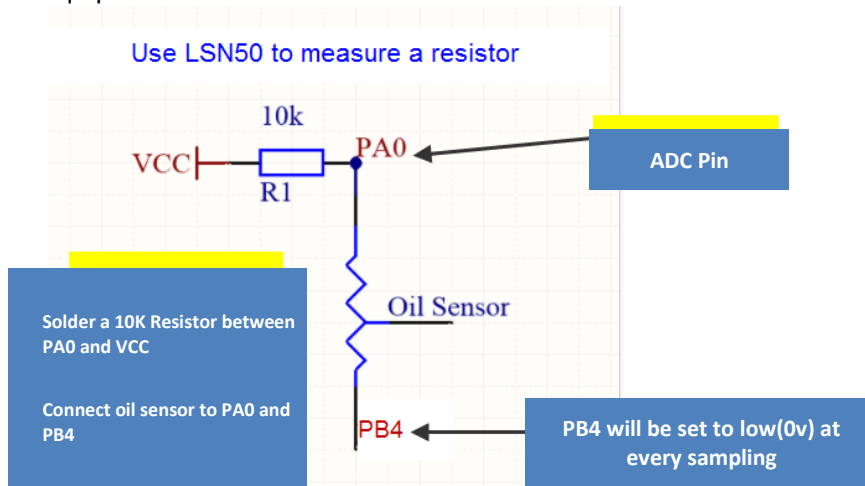 Use LSN50 to measure a resistor
10k
VCC
PA0
R1
ADC Pin
Oil Sensor
Solder a 10K Resistor between
PA0 and VCC
Connect oil sensor to PA0 and
PB4
PB4
PB4 will be set to low(0v) at
every sampling